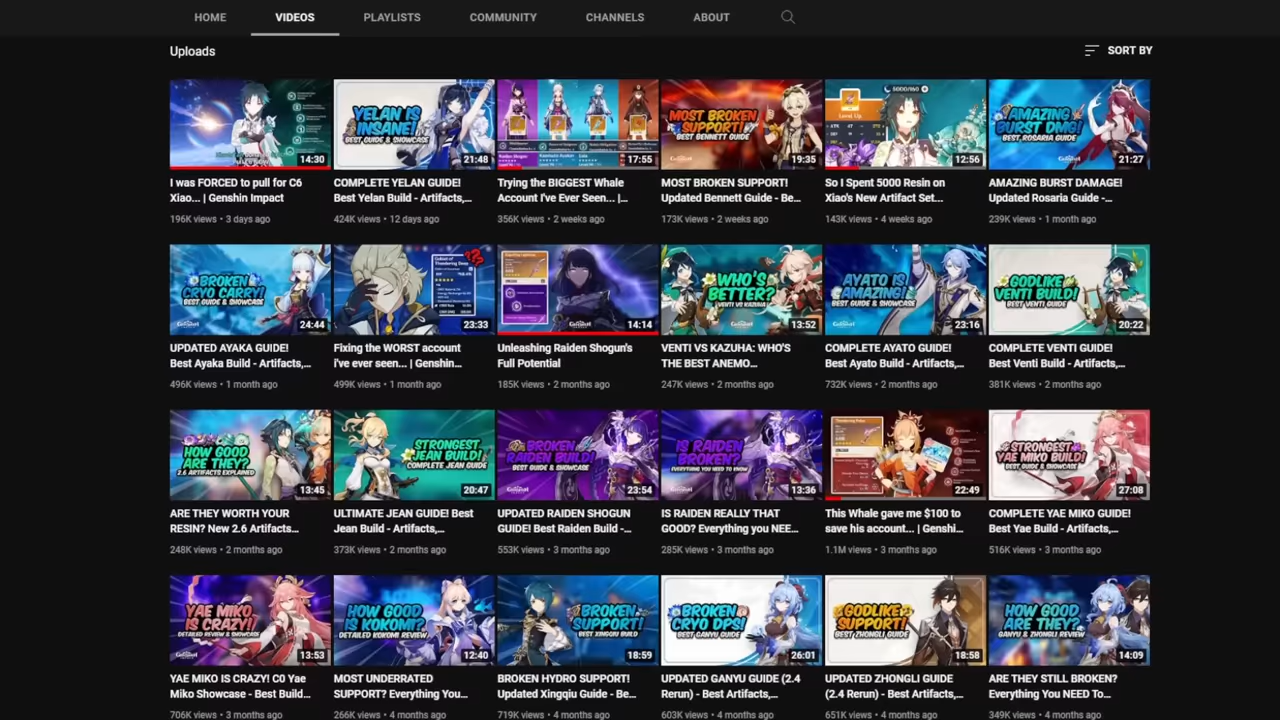 HOME VIDEOS PLAYLISTS COMMUNITY CHANNELS ABOUT
Uploads
SORT BY
14:30
YELAN IS
INSANE!
BEST GUIDE & SHOWCASE
21:48
17:55
MOST BROKEN
SUPPORT!
BEST BENNETT GUIDE
19:35
5000/160
Level Up
12:56
AMAZING
BURST DMG!
BEST ROSARIA GUIDE
21:27
I was FORCED to pull for C6
Xiao... | Genshin Impact
196K views • 3 days ago
COMPLETE YELAN GUIDE!
Best Yelan Build - Artifacts,...
424K views • 12 days ago
Trying the BIGGEST Whale
Account I've Ever Seen... |...
356K views • 2 weeks ago
MOST BROKEN SUPPORT!
Updated Bennett Guide - Be...
173K views • 2 weeks ago
So I Spent 5000 Resin on
Xiao's New Artifact Set...
143K views • 4 weeks ago
AMAZING BURST DAMAGE!
Updated Rosaria Guide -...
239K views • 1 month ago
BROKEN
CRYO CARRY!
BEST GUIDE & SHOWCASE
24:44
23:33
14:14
WHO'S
BETTER?
VENTI VS KAZUHA
13:52
AYATO IS
AMAZING!
BEST GUIDE & SHOWCASE
23:16
GODLIKE
VENTI BUILD!
BEST VENTI GUIDE
20:22
UPDATED AYAKA GUIDE!
Best Ayaka Build - Artifacts,...
496K views • 1 month ago
Fixing the WORST account
i've ever seen... | Genshin...
499K views • 1 month ago
Unleashing Raiden Shogun's
Full Potential
185K views • 2 months ago
VENTI VS KAZUHA: WHO'S
THE BEST ANEMO...
247K views • 2 months ago
COMPLETE AYATO GUIDE!
Best Ayato Build - Artifacts,...
732K views • 2 months ago
COMPLETE VENTI GUIDE!
Best Venti Build - Artifacts,...
381K views • 2 months ago
HOW GOOD
ARE THEY?
2.6 ARTIFACTS EXPLAINED
13:45
STRONGEST
JEAN BUILD!
COMPLETE JEAN GUIDE
20:47
BROKEN
RAIDEN BUILD!
BEST GUIDE & SHOWCASE
23:54
IS RAIDEN
BROKEN?
EVERYTHING YOU NEED TO KNOW
13:36
22:49
STRONGEST
YAE MIKO BUILD!
BEST GUIDE & SHOWCASE
27:08
ARE THEY WORTH YOUR
RESIN? New 2.6 Artifacts...
248K views • 2 months ago
ULTIMATE JEAN GUIDE! Best
Jean Build - Artifacts,...
373K views • 2 months ago
UPDATED RAIDEN SHOGUN
GUIDE! Best Raiden Build -...
553K views • 3 months ago
IS RAIDEN REALLY THAT
GOOD? Everything you NEE...
285K views • 3 months ago
This Whale gave me $100 to
save his account... | Genshi...
1.1M views • 3 months ago
COMPLETE YAE MIKO GUIDE!
Best Yae Build - Artifacts,...
516K views • 3 months ago
YAE MIKO
IS CRAZY!
DETAILED REVIEW & SHOWCASE
13:53
HOW GOOD
IS KOKOMI?
DETAILED KOKOMI REVIEW
12:40
BROKEN
SUPPORT!
BEST XINGQIU BUILD
18:59
BROKEN
CRYO DPS!
BEST GANYU GUIDE
26:01
GODLIKE
SUPPORT!
BEST ZHONGLI GUIDE
18:58
HOW GOOD
ARE THEY?
GANYU & ZHONGLI REVIEW
14:09
YAE MIKO IS CRAZY! C0 Yae
Miko Showcase - Best Build...
706K views • 3 months ago
MOST UNDERRATED
SUPPORT? Everything You...
266K views • 4 months ago
BROKEN HYDRO SUPPORT!
Updated Xingqiu Guide - Be...
719K views • 4 months ago
UPDATED GANYU GUIDE (2.4
Rerun) - Best Artifacts,...
603K views • 4 months ago
UPDATED ZHONGLI GUIDE
(2.4 Rerun) - Best Artifacts,...
651K views • 4 months ago
ARE THEY STILL BROKEN?
Everything You NEED To...
349K views • 4 months ago